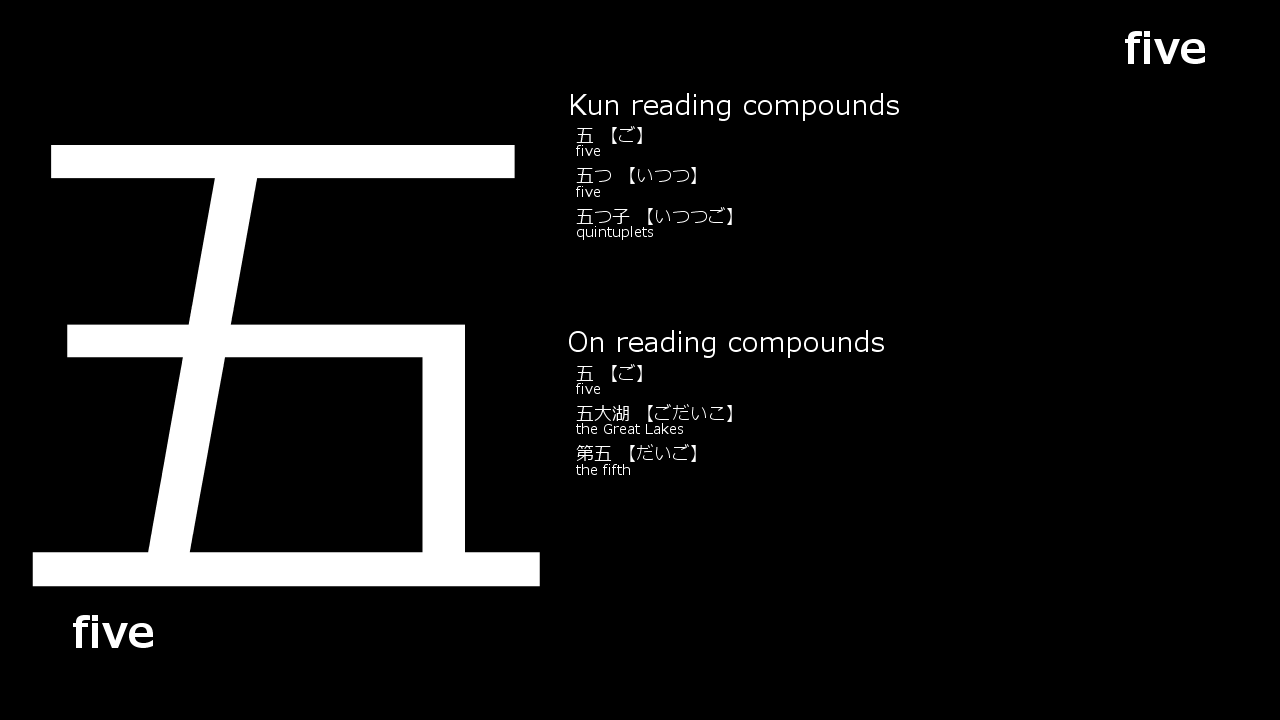 five
五
five
Kun reading compounds
五 【ご】
five
五つ 【いつつ】
five
五つ子 【いつつご】
quintuplets
On reading compounds
五 【ご】
five
五大湖 【ごだいこ】
the Great Lakes
第五 【だいご】
the fifth